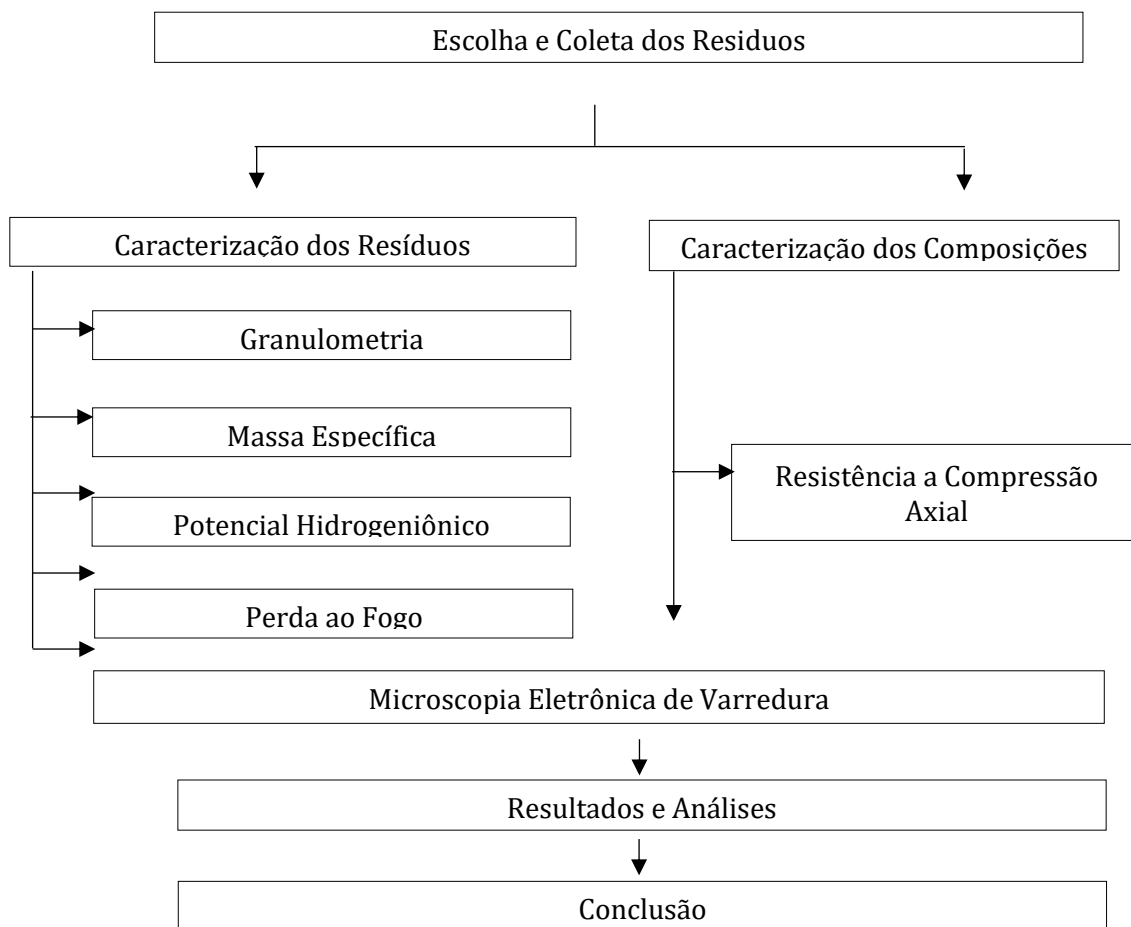 Escolha e Coleta dos Residuos
Caracterização dos Resíduos
Caracterização dos Composições
Granulometria
Massa Específica
Resistência a Compressão
Axial
Potencial Hidrogeniônico
Perda ao Fogo
Microscopia Eletrônica de Varredura
Resultados e Análises
Conclusão